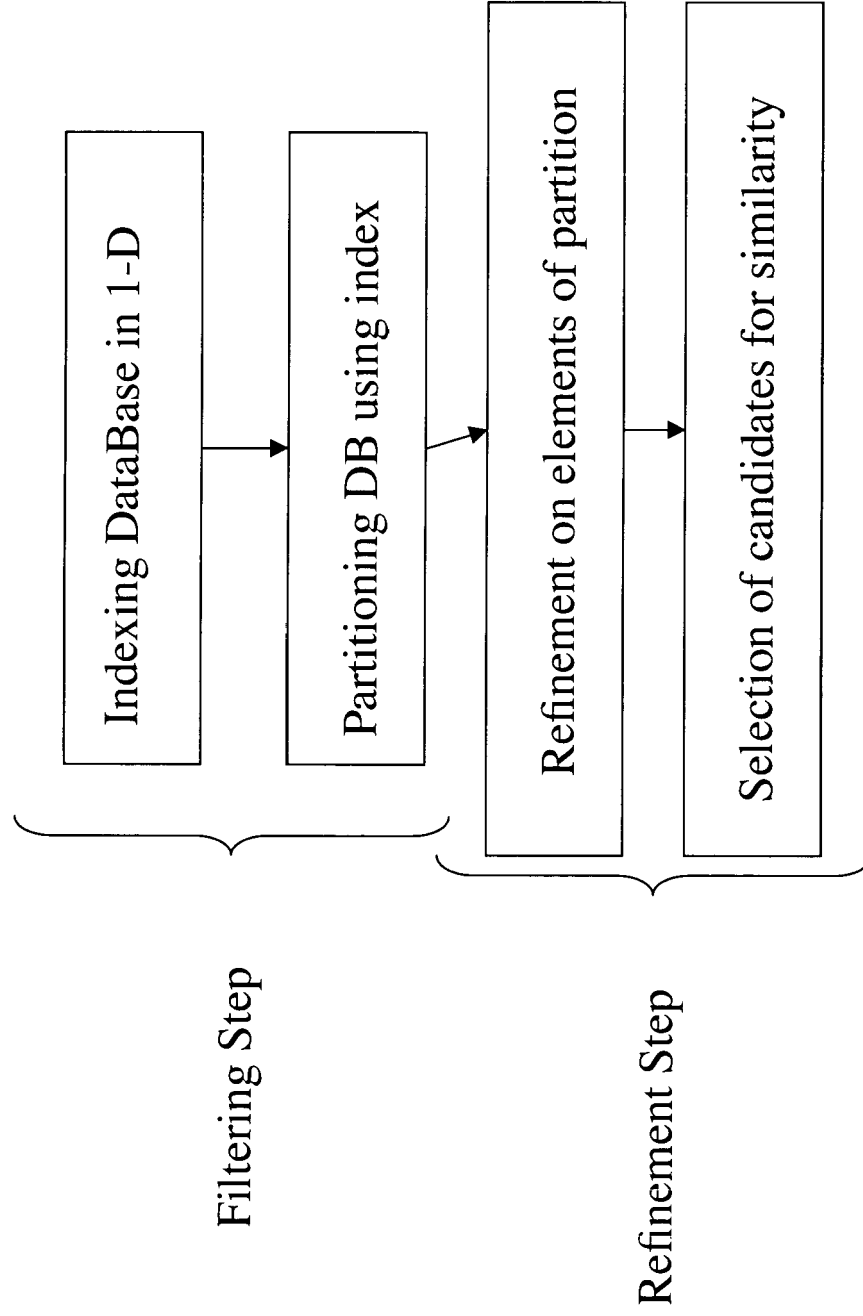 Filtering Step
Indexing DataBase in 1-D
Partitioning DB using index
Refinement Step
Refinement on elements of partition
Selection of candidates for similarity